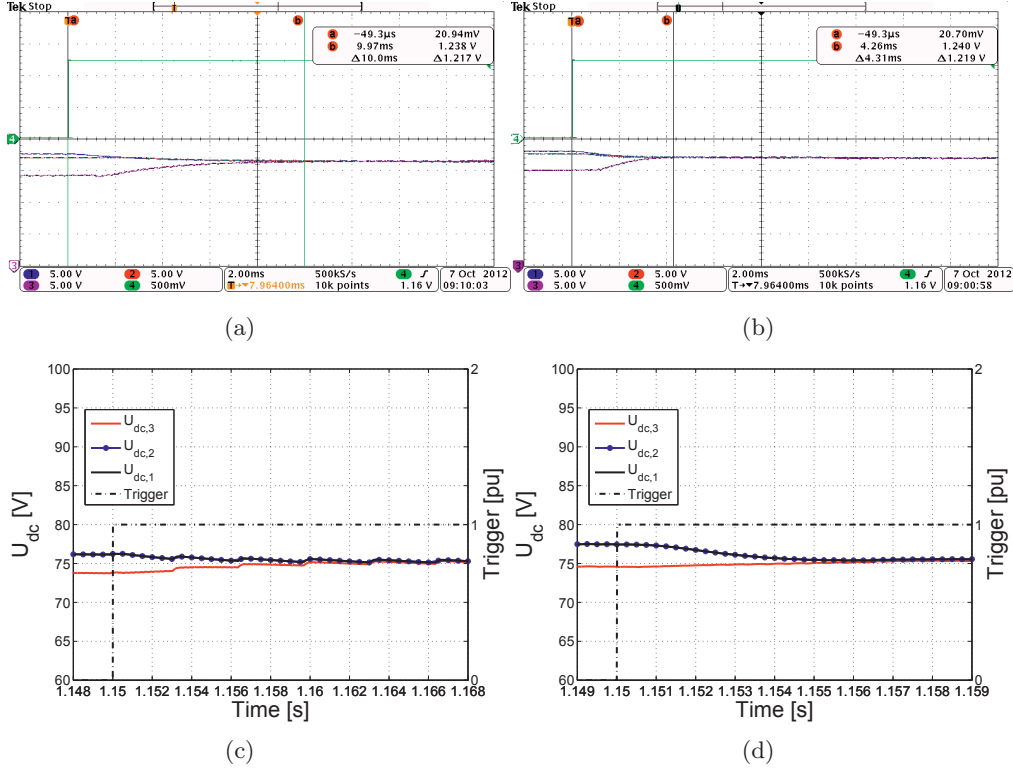 Tek Stop
T a
b
a −49.3µs 20.94mV
b 9.97ms 1.238 V
Δ10.0ms Δ1.217 V
4
3
1 5.00 V 2 5.00 V
3 5.00 V 4 500mV
2.00ms 500kS/s 4
T→▼7.96400ms 10k points 1.16 V
7 Oct 2012
09:10:03
(a)
Tek Stop
T a
b
a −49.3µs 20.70mV
b 4.26ms 1.240 V
Δ4.31ms Δ1.219 V
4
3
1 5.00 V 2 5.00 V
3 5.00 V 4 500mV
2.00ms 500kS/s 4
T→▼7.96400ms 10k points 1.16 V
7 Oct 2012
09:00:58
(b)
100
95
90
85
80
75
70
65
60
U_dc [V]
U_dc,3
U_dc,2
U_dc,1
Trigger
2
1
0
Trigger [pu]
1.148 1.15 1.152 1.154 1.156 1.158 1.16 1.162 1.164 1.166 1.168
Time [s]
(c)
100
95
90
85
80
75
70
65
60
U_dc [V]
U_dc,3
U_dc,2
U_dc,1
Trigger
2
1
0
Trigger [pu]
1.149 1.15 1.151 1.152 1.153 1.154 1.155 1.156 1.157 1.158 1.159
Time [s]
(d)